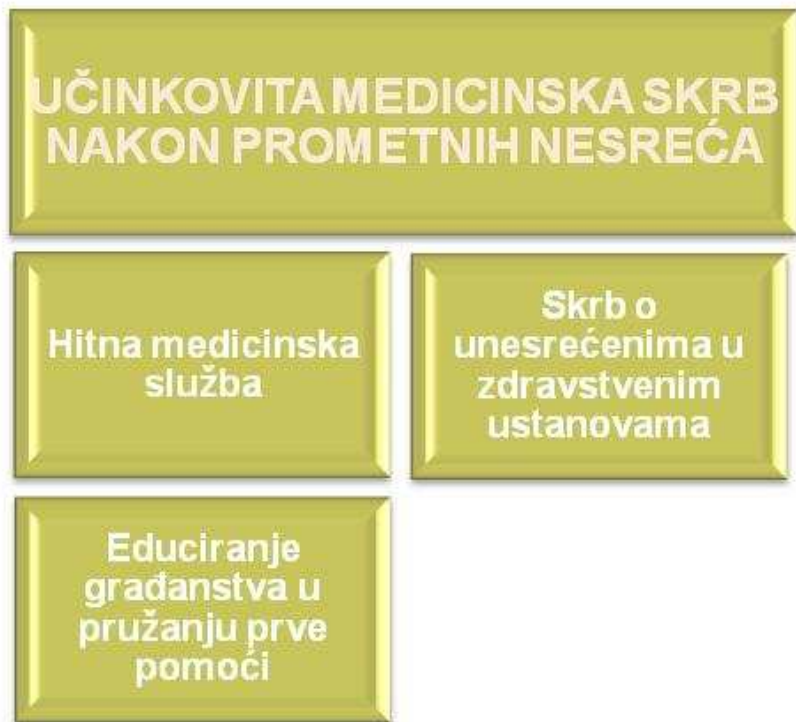 UČINKOVITA MEDICINSKA SKRB
NAKON PROMETNIH NESREĆA
Hitna medicinska
služba
Skrb o
unesrećenima u
zdravstvenim
ustanovama
Educiranje
građanstva u
pružanju prve
pomoći